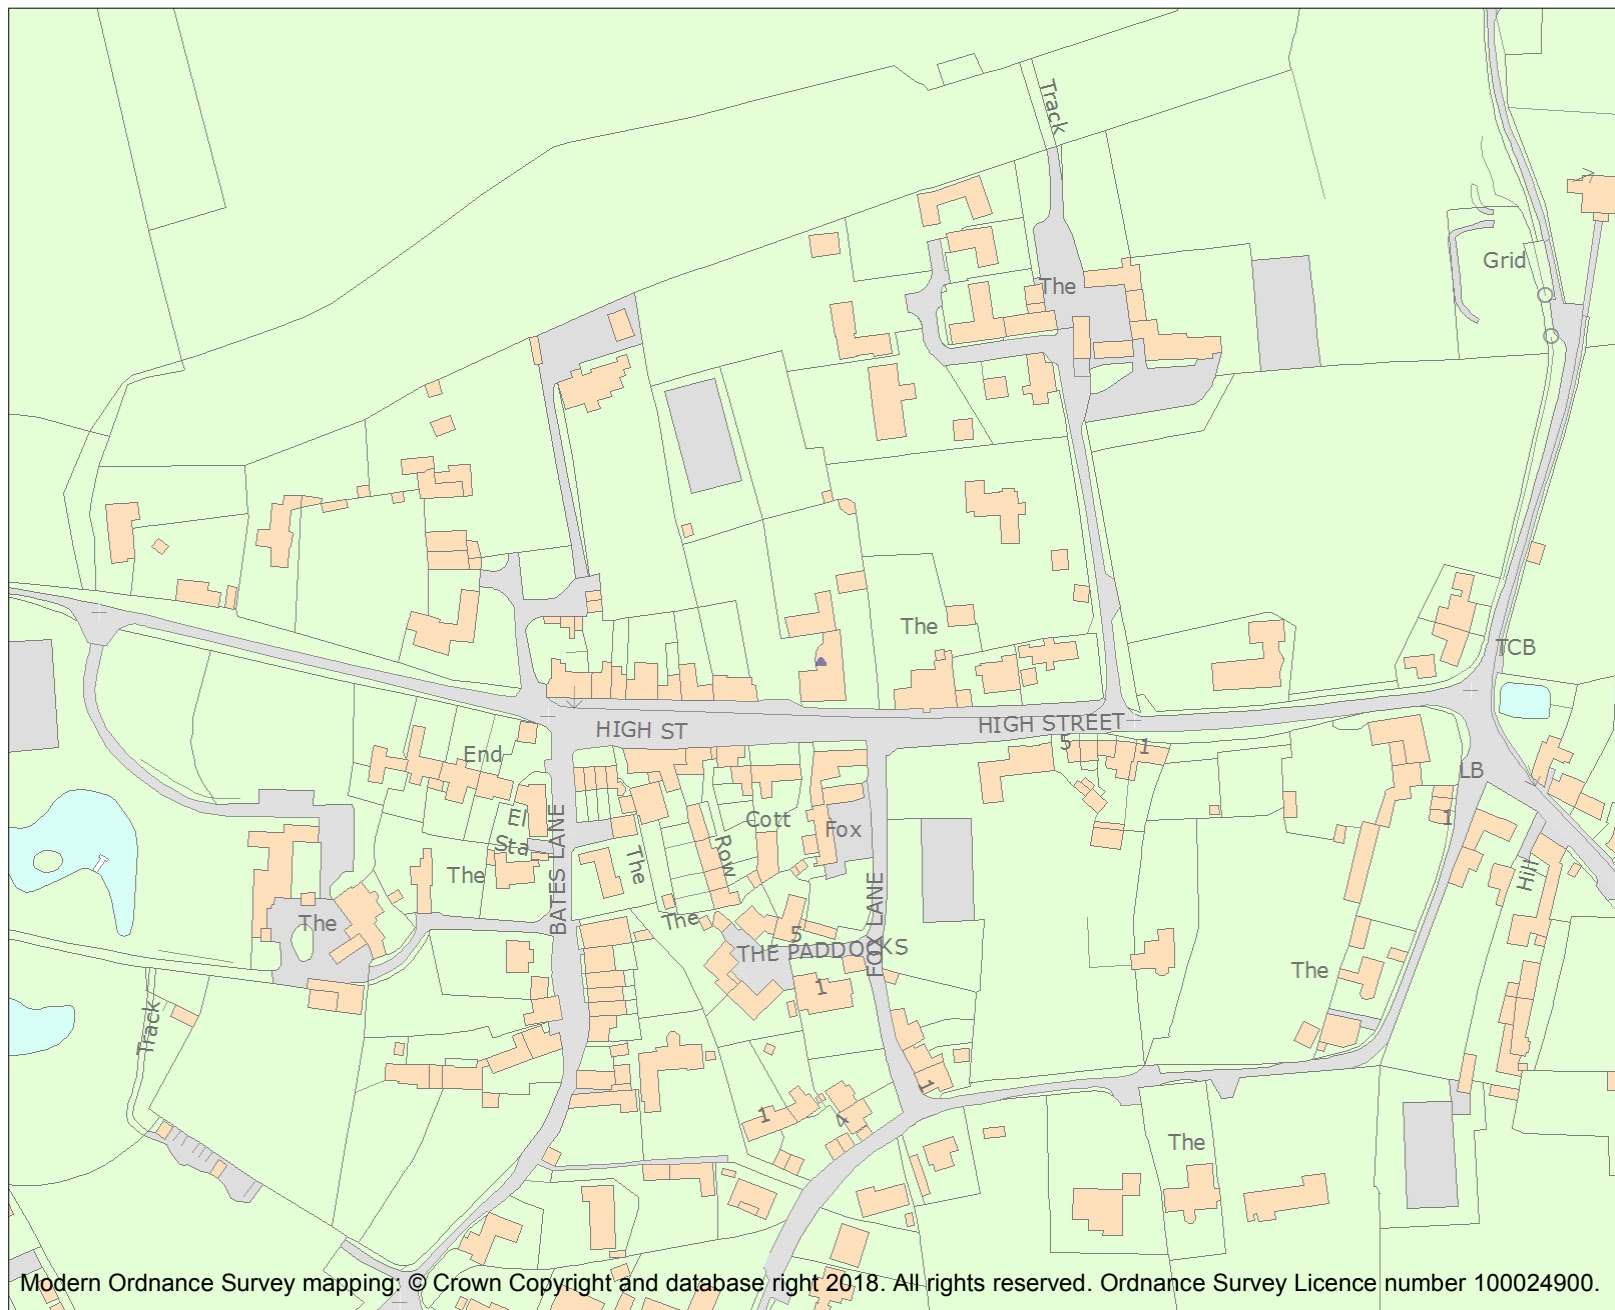 Track
Grid
The
The
TCB
HIGH ST
HIGH STREET
5
1
End
LB
El
Sta
BATES LANE
The
Row
Cott
Fox
1
The
Hill
FOX LANE
The
The
5
THE PADDOCKS
The
1
Track
1
1
4
The
Modern Ordnance Survey mapping: © Crown Copyright and database right 2018. All rights reserved. Ordnance Survey Licence number 100024900.